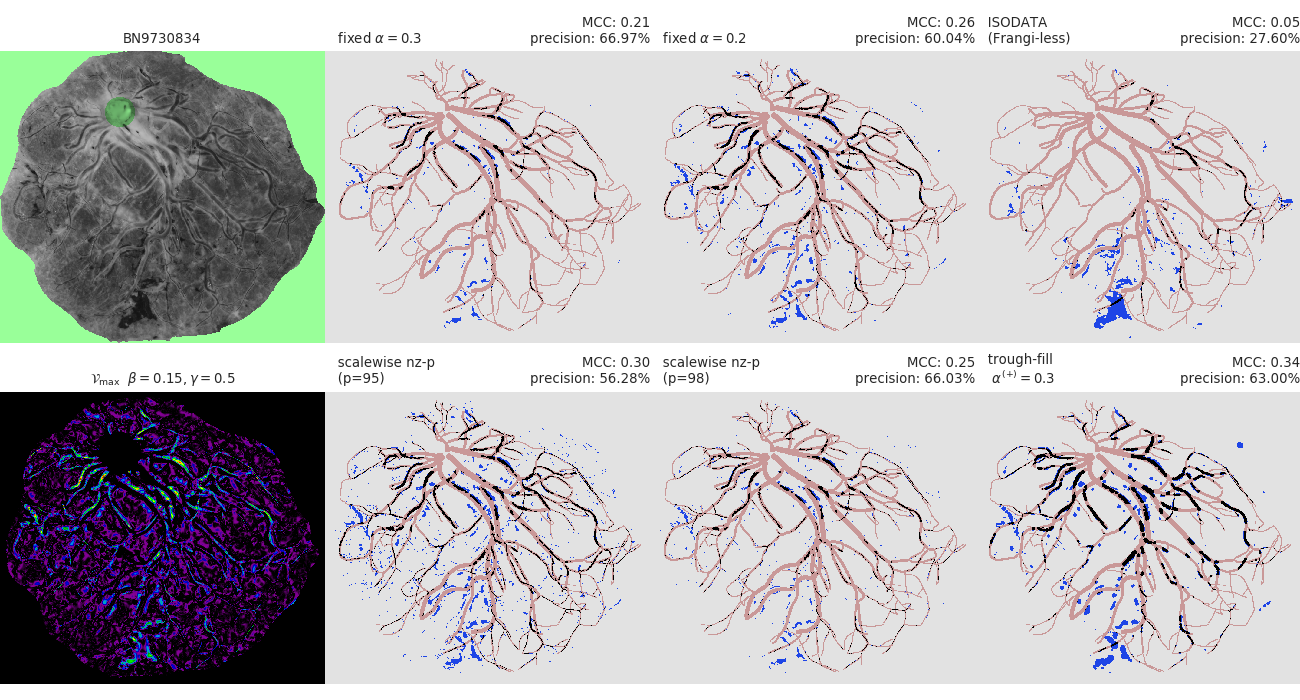 BN9730834
fixed α = 0.3
MCC: 0.21
precision: 66.97%
fixed α = 0.2
MCC: 0.26
precision: 60.04%
ISODATA
(Frangi-less)
MCC: 0.05
precision: 27.60%
𝒱max β = 0.15, γ = 0.5
scalewise nz-p
(p=95)
MCC: 0.30
precision: 56.28%
scalewise nz-p
(p=98)
MCC: 0.25
precision: 66.03%
trough-fill
α(+) = 0.3
MCC: 0.34
precision: 63.00%